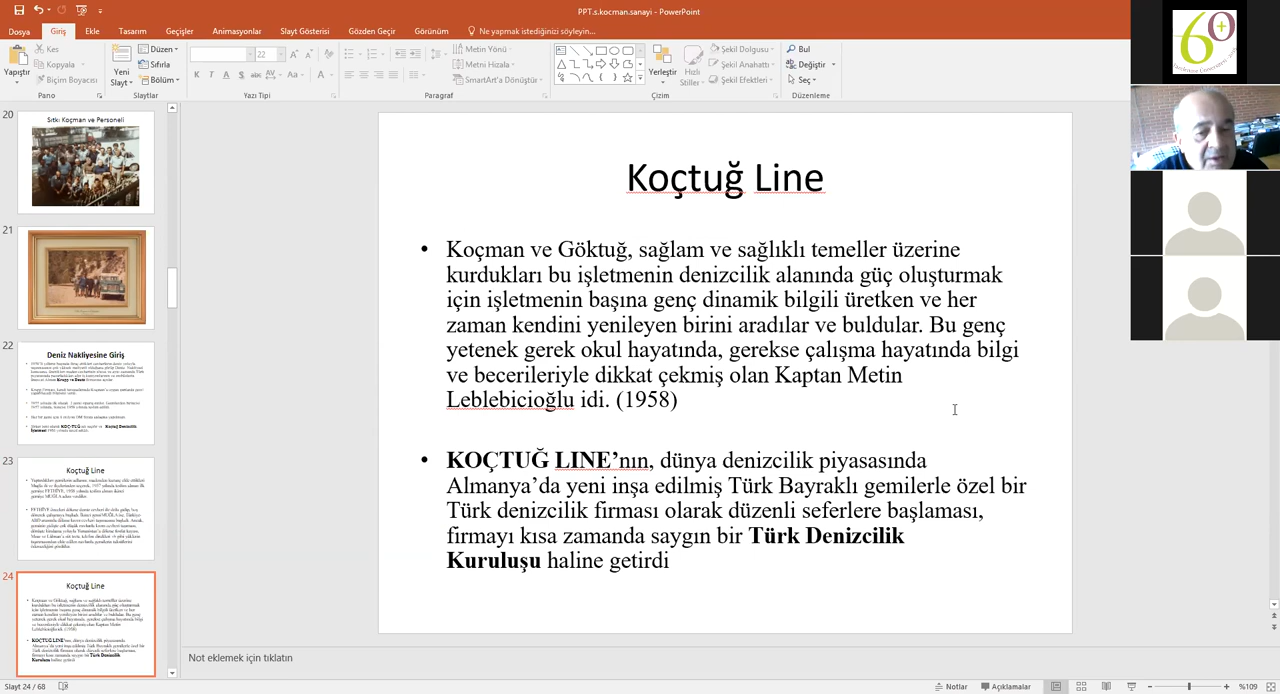 PPT.s.kocman.sanayi - PowerPoint
Dosya Giriş Ekle Tasarım Geçişler Animasyonlar Slayt Gösterisi Gözden Geçir Görünüm Ne yapmak istediğinizi söyleyin...
Yapıştır
Kes
Kopyala
Biçim Boyacısı
Pano
Yeni
Slayt
Düzen
Sıfırla
Bölüm
Slaytlar
22
Yazı Tipi
Metin Yönü
Metni Hizala
SmartArt'a Dönüştür
Paragraf
Yerleştir
Hızlı
Stiller
Şekil Dolgusu
Şekil Anahattı
Şekil Efektleri
Çizim
Bul
Değiştir
Seç
Düzenleme
60+
20
Sıtkı Koçman ve Personeli
21
22
Deniz Nakliyesine Giriş
23
Koçtuğ Line
24
Koçtuğ Line
Koçtuğ Line
• Koçman ve Göktuğ, sağlam ve sağlıklı temeller üzerine
kurdukları bu işletmenin denizcilik alanında güç oluşturmak
için işletmenin başına genç dinamik bilgili üretken ve her
zaman kendini yenileyen birini aradılar ve buldular. Bu genç
yetenek gerek okul hayatında, gerekse çalışma hayatında bilgi
ve becerileriyle dikkat çekmiş olan Kaptan Metin
Leblebicioğlu idi. (1958)
• KOÇTUĞ LINE’nın, dünya denizcilik piyasasında
Almanya’da yeni inşa edilmiş Türk Bayraklı gemilerle özel bir
Türk denizcilik firması olarak düzenli seferlere başlaması,
firmayı kısa zamanda saygın bir Türk Denizcilik
Kuruluşu haline getirdi
Not eklemek için tıklatın
Slayt 24 / 68
Notlar Açıklamalar %109